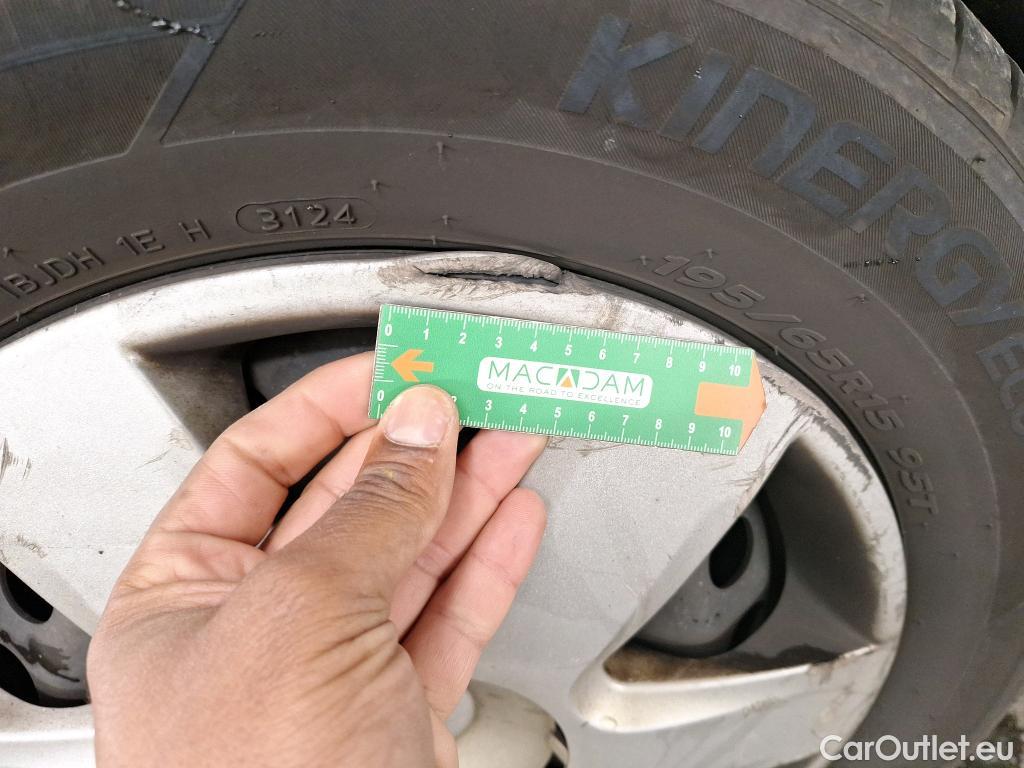 KINERGY ECO
BJDH 1E H 3124
195/65R15 95T
0 1 2 3 4 5 6 7 8 9 10
MACADAM
ON THE ROAD TO EXCELLENCE
0 2 3 4 5 6 7 8 9 10
CarOutlet.eu